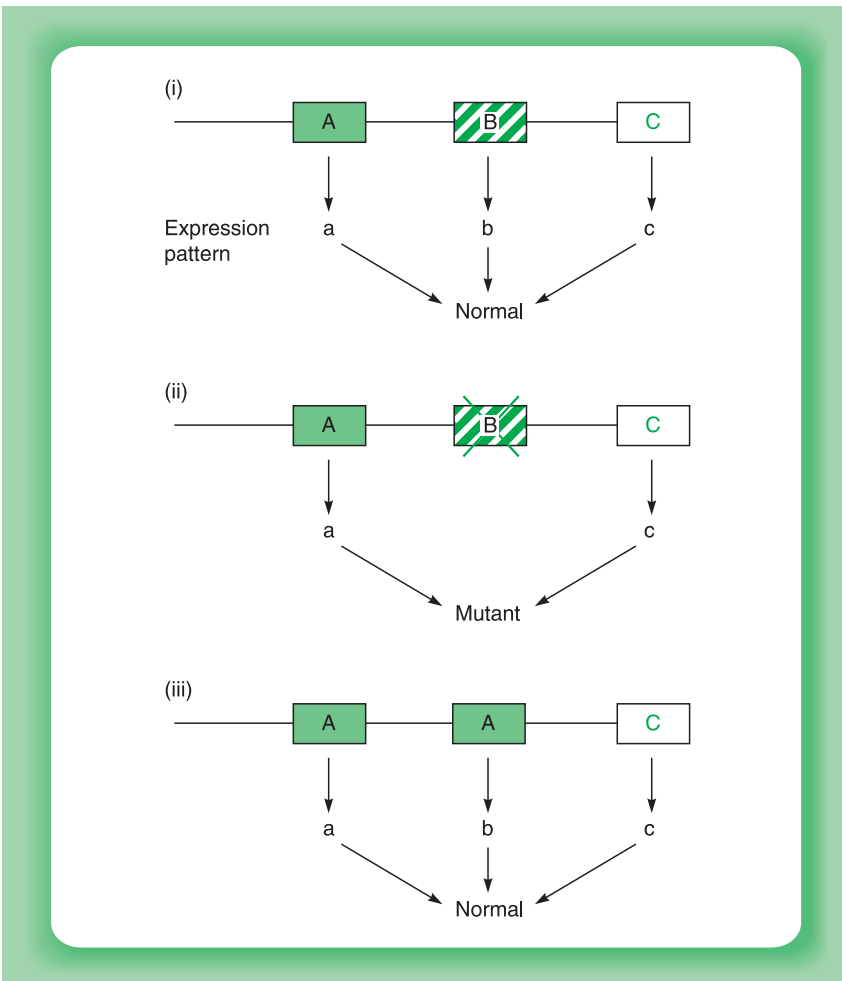 (i)
A B C
Expression
pattern
a b c
Normal
(ii)
A B C
a c
Mutant
(iii)
A A C
a b c
Normal